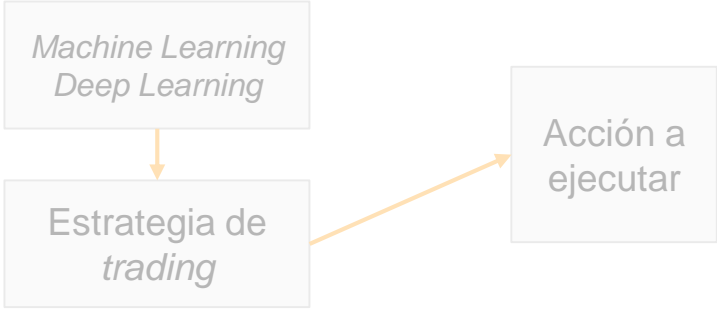 Machine Learning
Deep Learning
Estrategia de
trading
Acción a
ejecutar